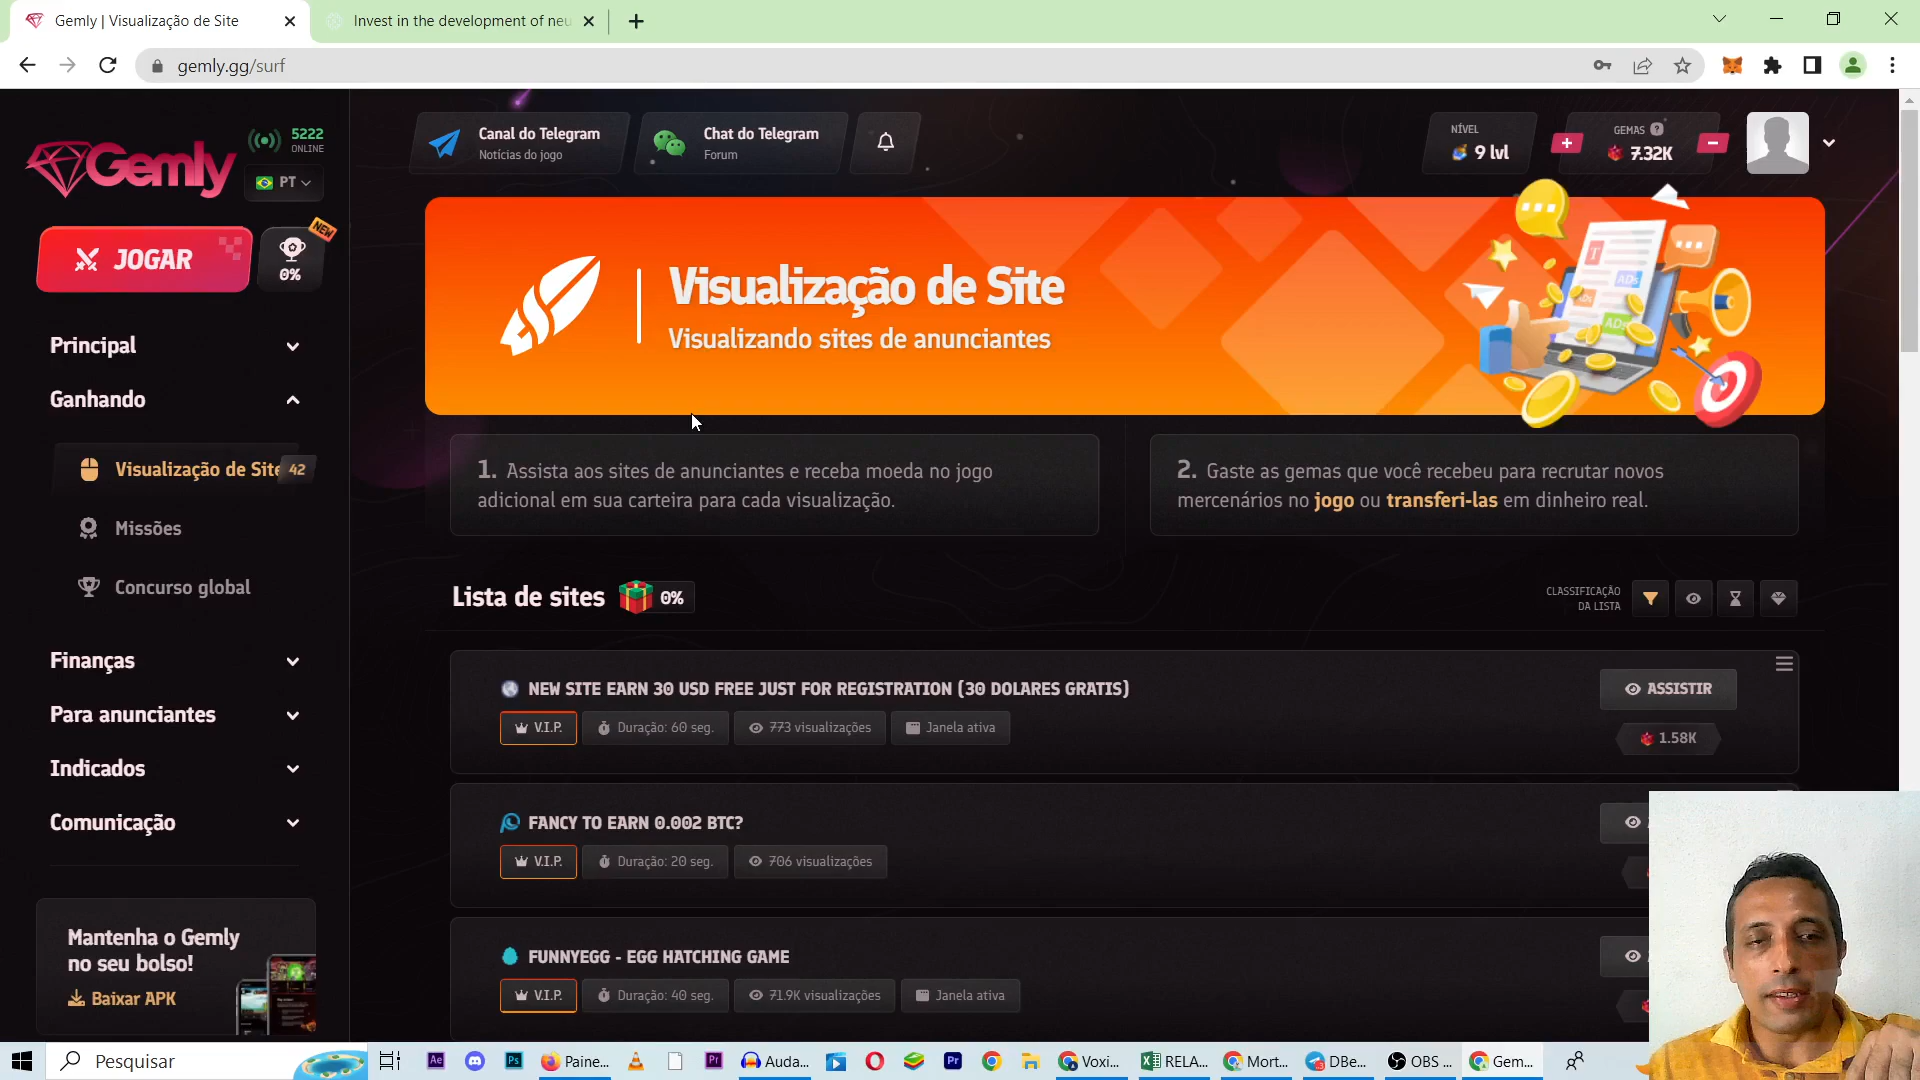 Gemly | Visualização de Site
Invest in the development of neu
gemly.gg/surf
Gemly
5222
ONLINE
PT
JOGAR
NEW
0%
Principal
Ganhando
Visualização de Site
42
Missões
Concurso global
Finanças
Para anunciantes
Indicados
Comunicação
Mantenha o Gemly
no seu bolso!
Baixar APK
Canal do Telegram
Notícias do jogo
Chat do Telegram
Forum
NÍVEL
9 lvl
GEMAS
7.32K
Visualização de Site
Visualizando sites de anunciantes
1. Assista aos sites de anunciantes e receba moeda no jogo
adicional em sua carteira para cada visualização.
2. Gaste as gemas que você recebeu para recrutar novos
mercenários no jogo ou transferi-las em dinheiro real.
Lista de sites
0%
CLASSIFICAÇÃO
DA LISTA
NEW SITE EARN 30 USD FREE JUST FOR REGISTRATION (30 DOLARES GRATIS)
V.I.P.
Duração: 60 seg.
773 visualizações
Janela ativa
ASSISTIR
1.58K
FANCY TO EARN 0.002 BTC?
V.I.P.
Duração: 20 seg.
706 visualizações
FUNNYEGG - EGG HATCHING GAME
V.I.P.
Duração: 40 seg.
71.9K visualizações
Janela ativa
Pesquisar
Paine...
Auda...
Voxi...
RELA...
Mort...
DBe...
OBS ...
Gem...